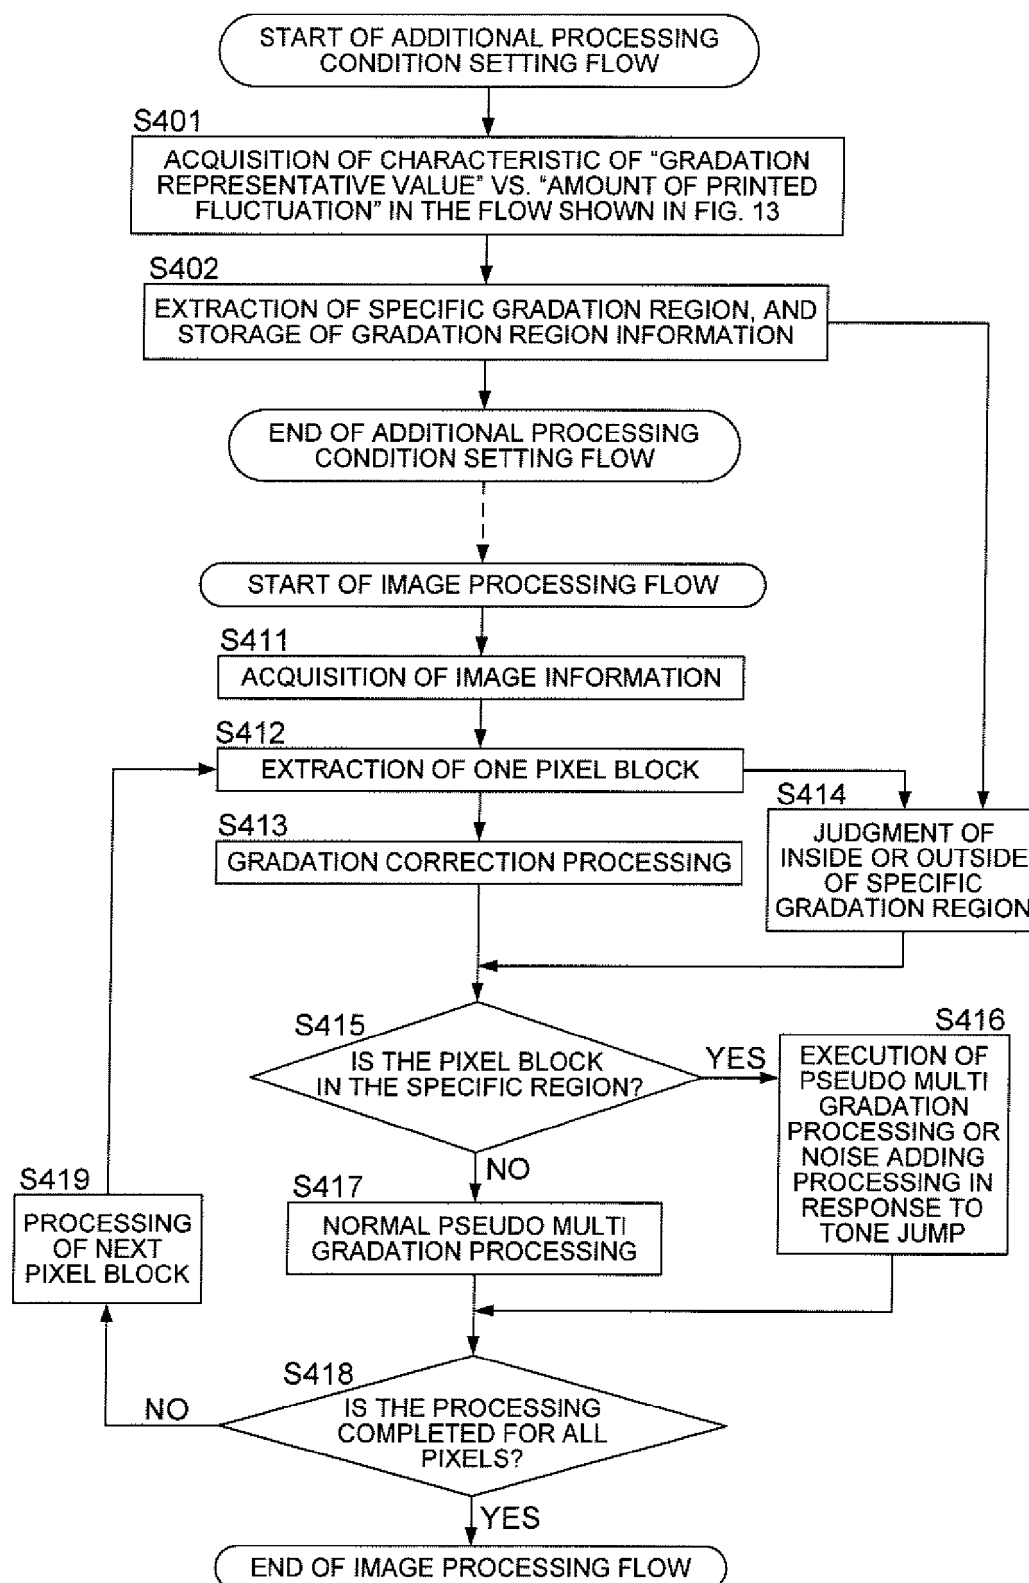 START OF ADDITIONAL PROCESSING
CONDITION SETTING FLOW
S401
ACQUISITION OF CHARACTERISTIC OF “GRADATION
REPRESENTATIVE VALUE” VS. “AMOUNT OF PRINTED
FLUCTUATION” IN THE FLOW SHOWN IN FIG. 13
S402
EXTRACTION OF SPECIFIC GRADATION REGION, AND
STORAGE OF GRADATION REGION INFORMATION
END OF ADDITIONAL PROCESSING
CONDITION SETTING FLOW
START OF IMAGE PROCESSING FLOW
S411
ACQUISITION OF IMAGE INFORMATION
S412
EXTRACTION OF ONE PIXEL BLOCK
S413
GRADATION CORRECTION PROCESSING
S414
JUDGMENT OF
INSIDE OR OUTSIDE
OF SPECIFIC
GRADATION REGION
S415
IS THE PIXEL BLOCK
IN THE SPECIFIC REGION?
YES
S416
EXECUTION OF
PSEUDO MULTI
GRADATION
PROCESSING OR
NOISE ADDING
PROCESSING IN
RESPONSE TO
TONE JUMP
NO
S417
NORMAL PSEUDO MULTI
GRADATION PROCESSING
S419
PROCESSING
OF NEXT
PIXEL BLOCK
S418
IS THE PROCESSING
COMPLETED FOR ALL
PIXELS?
NO
YES
END OF IMAGE PROCESSING FLOW